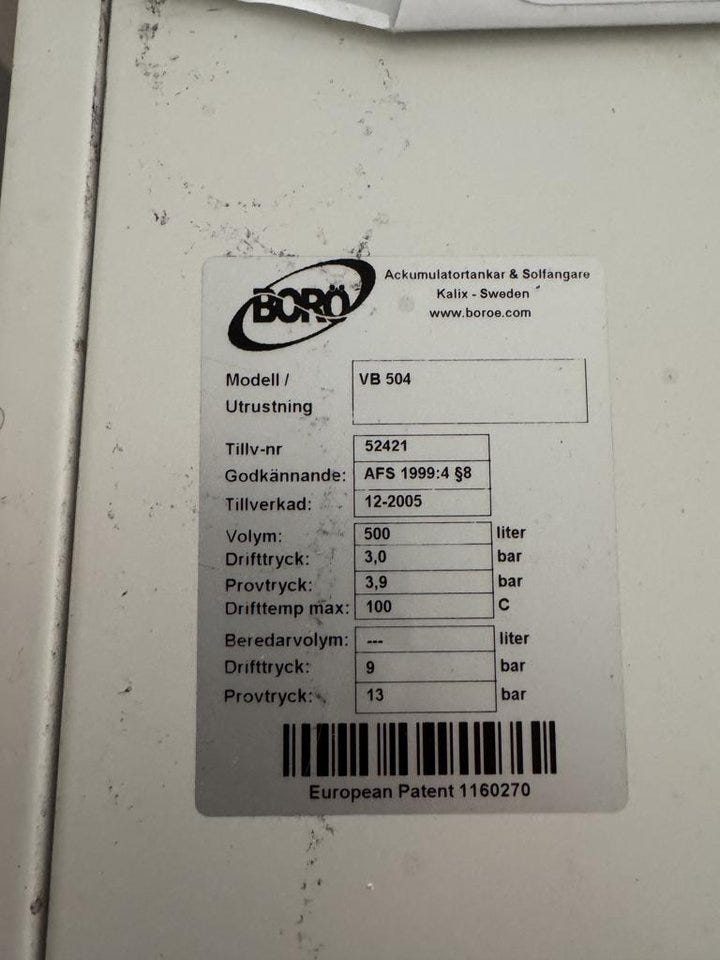 BORÖ
Ackumulatortankar & Solfångare
Kalix - Sweden
www.boroe.com
Modell / VB 504
Utrustning
Tillv-nr 52421
Godkännande: AFS 1999:4 §8
Tillverkad: 12-2005
Volym: 500 liter
Drifttryck: 3,0 bar
Provtryck: 3,9 bar
Drifttemp max: 100 C
Beredarvolym: --- liter
Drifttryck: 9 bar
Provtryck: 13 bar
European Patent 1160270